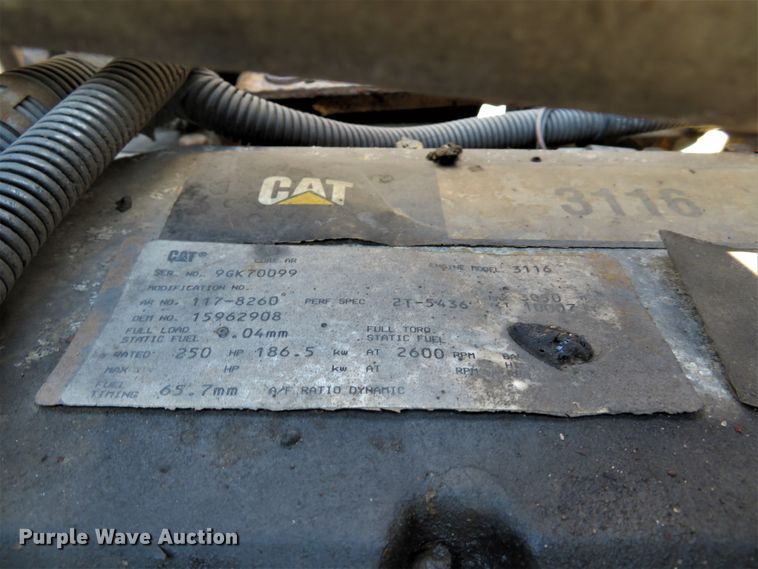 CAT 3116
CAT® CORE AR ENGINE MODEL 3116
SER. NO. 9GK70099
MODIFICATION NO.
AR NO. 117-8260 PERF SPEC 2T-5436
OEM NO. 15962908
FULL LOAD STATIC FUEL .04mm FULL TORQ STATIC FUEL
RATED 250 HP 186.5 kw AT 2600 RPM
MAX HP kw AT RPM
FUEL TIMING 65.7mm A/F RATIO DYNAMIC
Purple Wave Auction